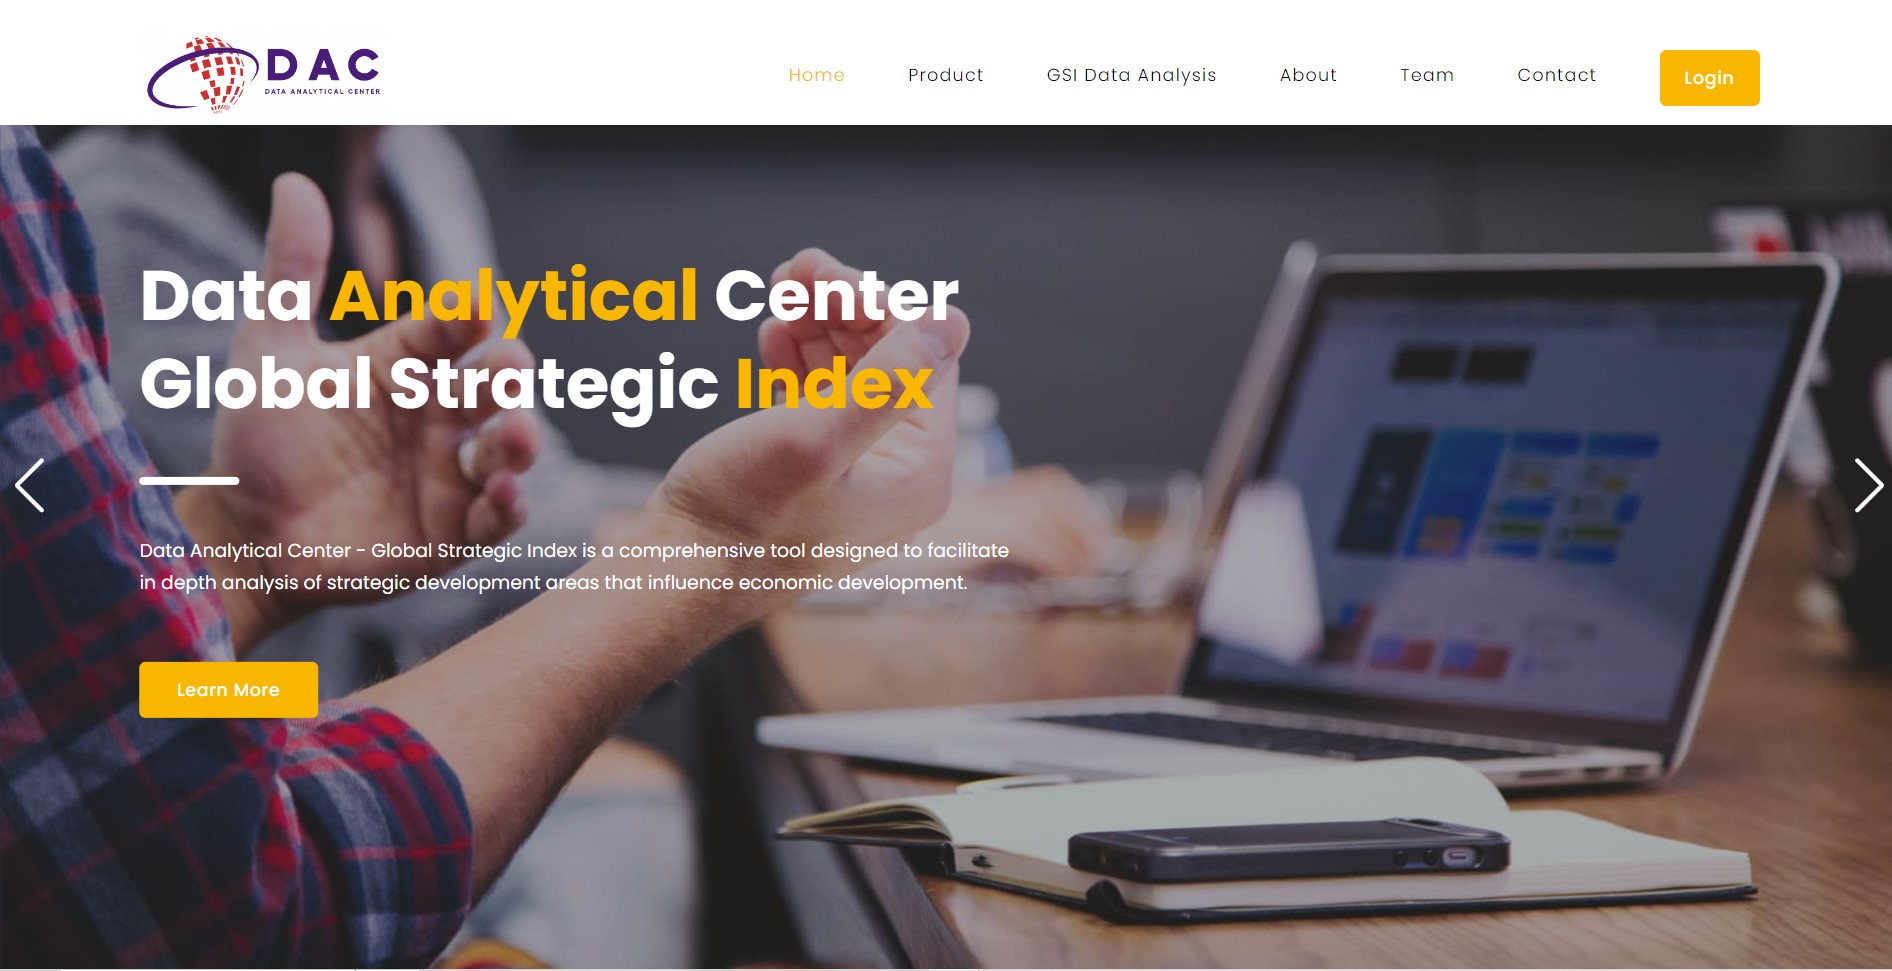 DAC
DATA ANALYTICAL CENTER
Home
Product
GSI Data Analysis
About
Team
Contact
Login
Data Analytical Center
Global Strategic Index
Data Analytical Center - Global Strategic Index is a comprehensive tool designed to facilitate
in depth analysis of strategic development areas that influence economic development.
Learn More